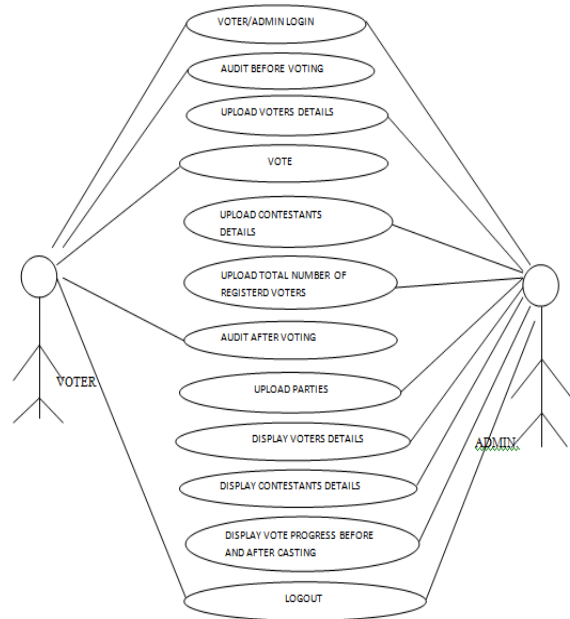 VOTER/ADMIN LOGIN
AUDIT BEFORE VOTING
UPLOAD VOTERS DETAILS
VOTE
UPLOAD CONTESTANTS
DETAILS
UPLOAD TOTAL NUMBER OF
REGISTERD VOTERS
AUDIT AFTER VOTING
VOTER
UPLOAD PARTIES
DISPLAY VOTERS DETAILS
ADMIN
DISPLAY CONTESTANTS DETAILS
DISPLAY VOTE PROGRESS BEFORE
AND AFTER CASTING
LOGOUT